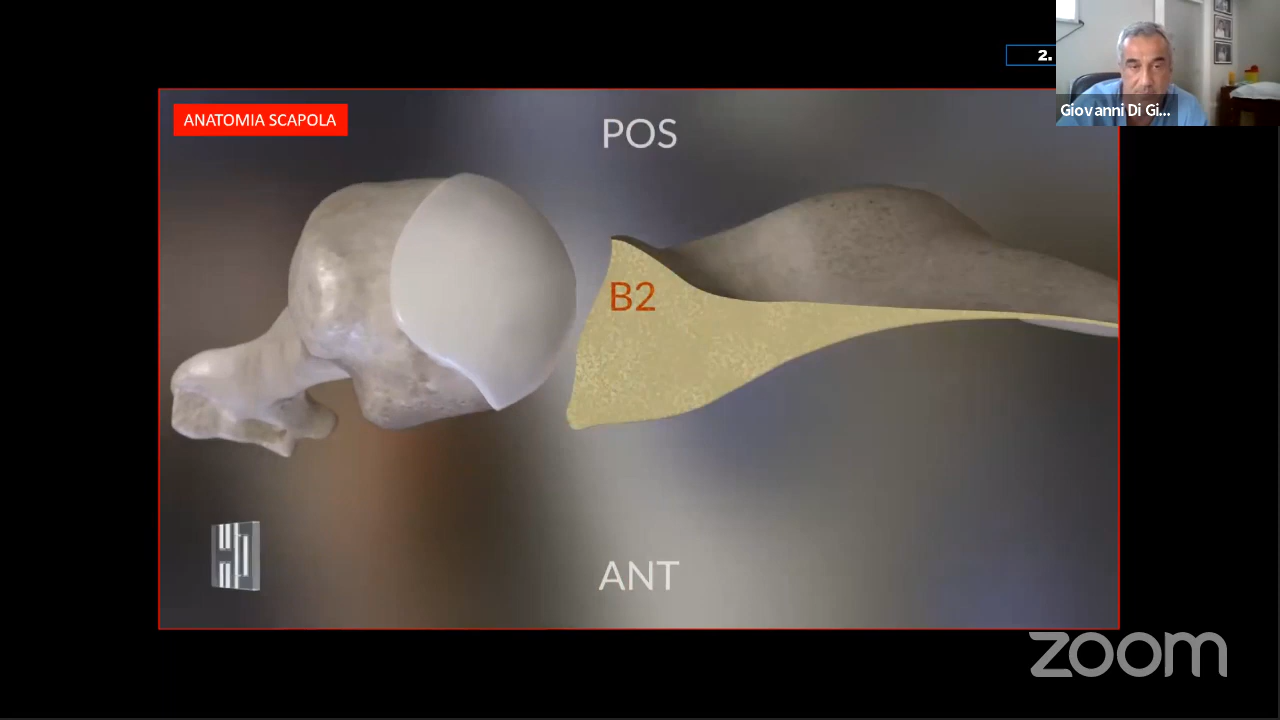 2.
Giovanni Di Gi...
ANATOMIA SCAPOLA
POS
B2
ANT
zoom